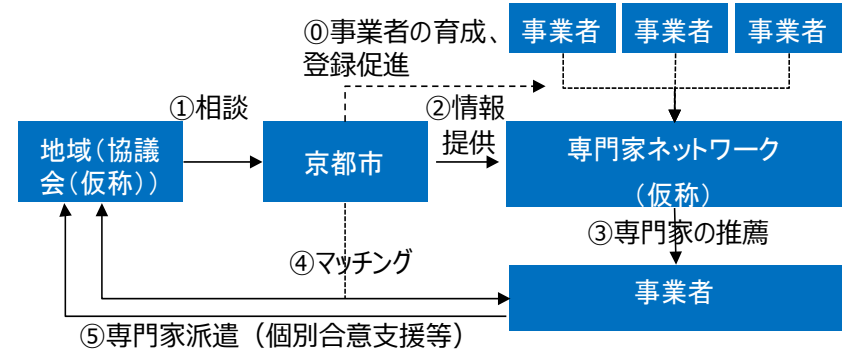 ⓪事業者の育成、
登録促進
事業者
事業者
事業者
①相談
②情報
提供
地域（協議
会（仮称））
京都市
専門家ネットワーク
（仮称）
③専門家の推薦
④マッチング
事業者
⑤専門家派遣（個別合意支援等）